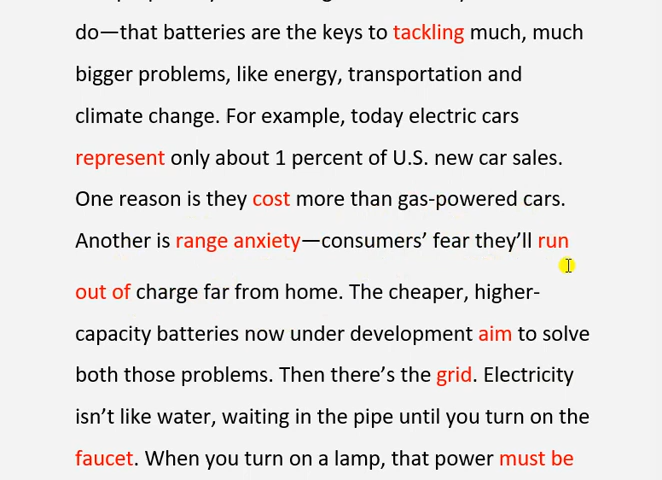 do—that batteries are the keys to tackling much, much
bigger problems, like energy, transportation and
climate change. For example, today electric cars
represent only about 1 percent of U.S. new car sales.
One reason is they cost more than gas-powered cars.
Another is range anxiety—consumers’ fear they’ll run
out of charge far from home. The cheaper, higher-
capacity batteries now under development aim to solve
both those problems. Then there’s the grid. Electricity
isn’t like water, waiting in the pipe until you turn on the
faucet. When you turn on a lamp, that power must be